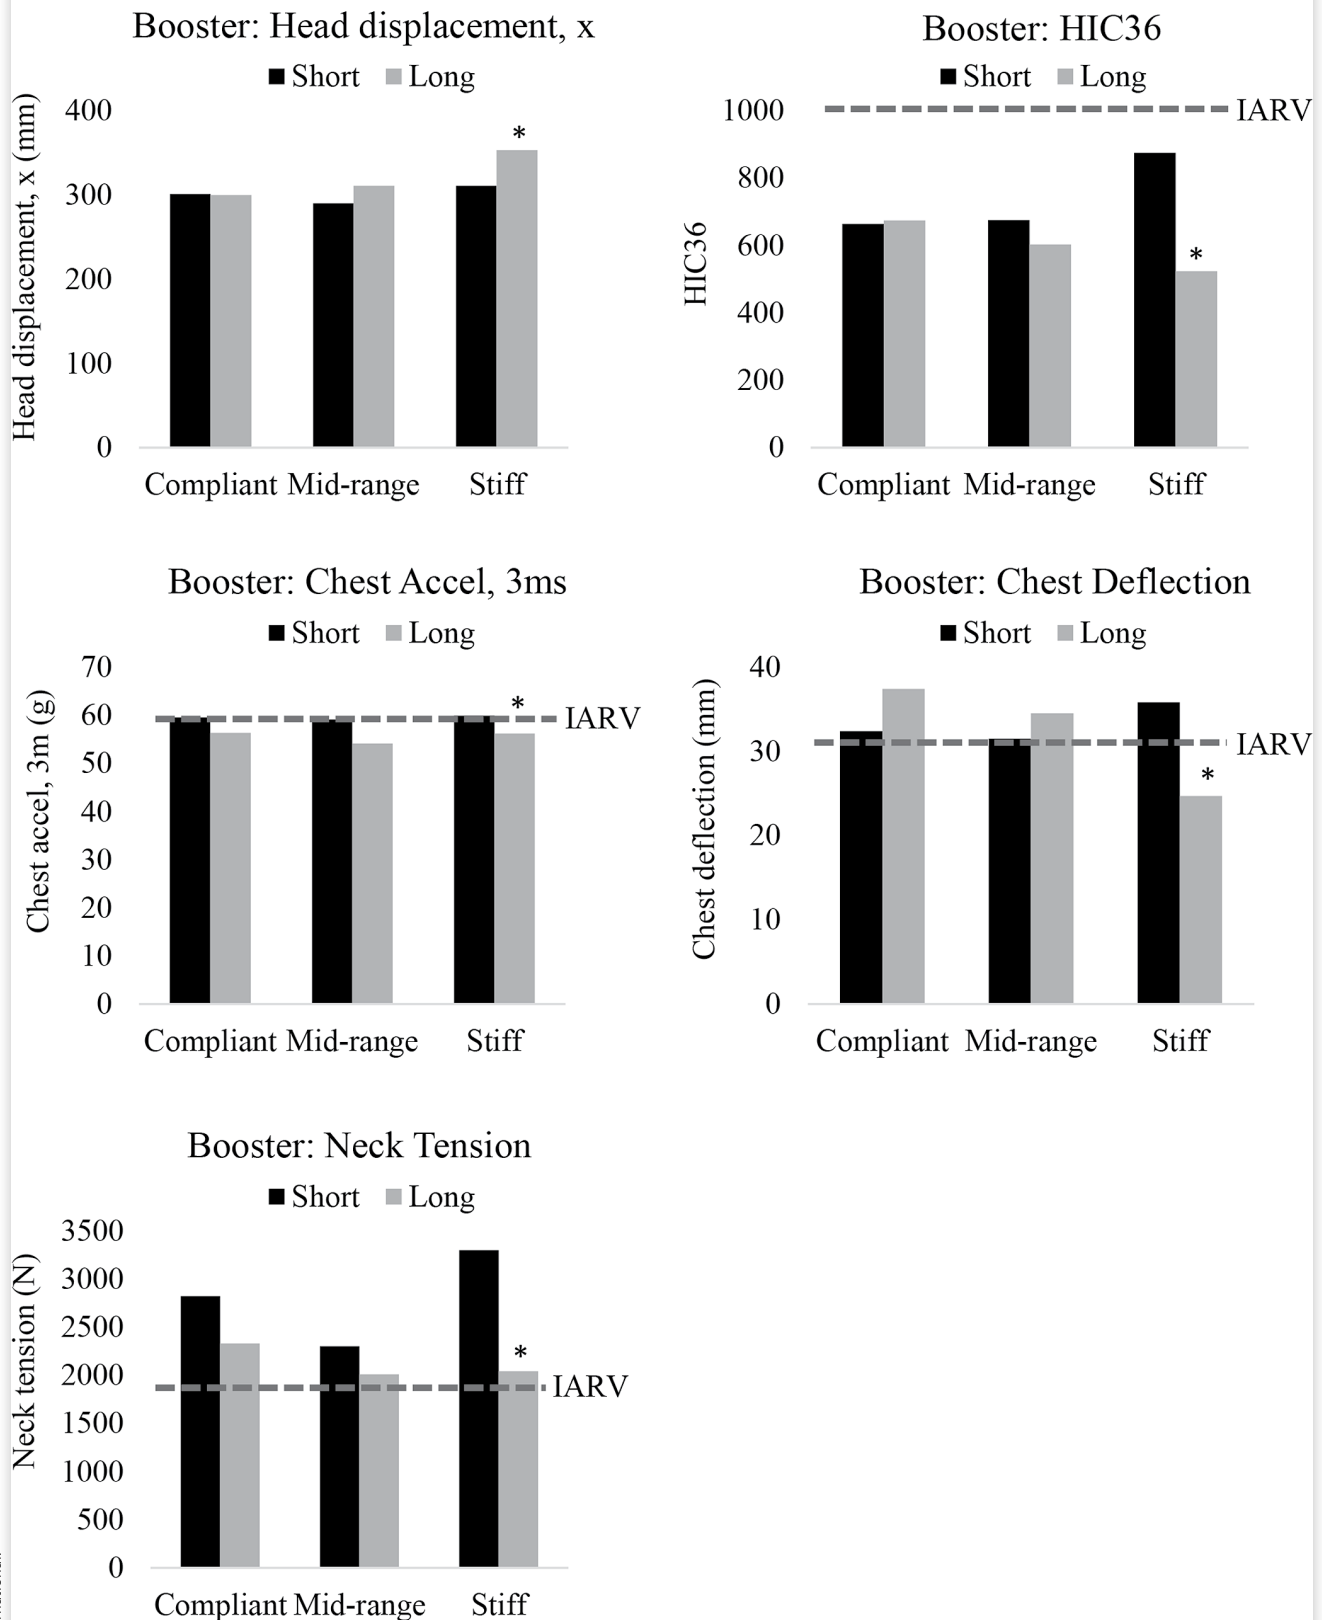 Booster: Head displacement, x
Short Long
Head displacement, x (mm)
400
300
200
100
0
*
Compliant Mid-range Stiff
Booster: HIC36
Short Long
HIC36
1000
800
600
400
200
0
IARV
*
Compliant Mid-range Stiff
Booster: Chest Accel, 3ms
Short Long
Chest accel, 3m (g)
70
60
50
40
30
20
10
0
*
IARV
Compliant Mid-range Stiff
Booster: Chest Deflection
Short Long
Chest deflection (mm)
40
30
20
10
0
IARV
*
Compliant Mid-range Stiff
Booster: Neck Tension
Short Long
Neck tension (N)
3500
3000
2500
2000
1500
1000
500
0
*
IARV
Compliant Mid-range Stiff